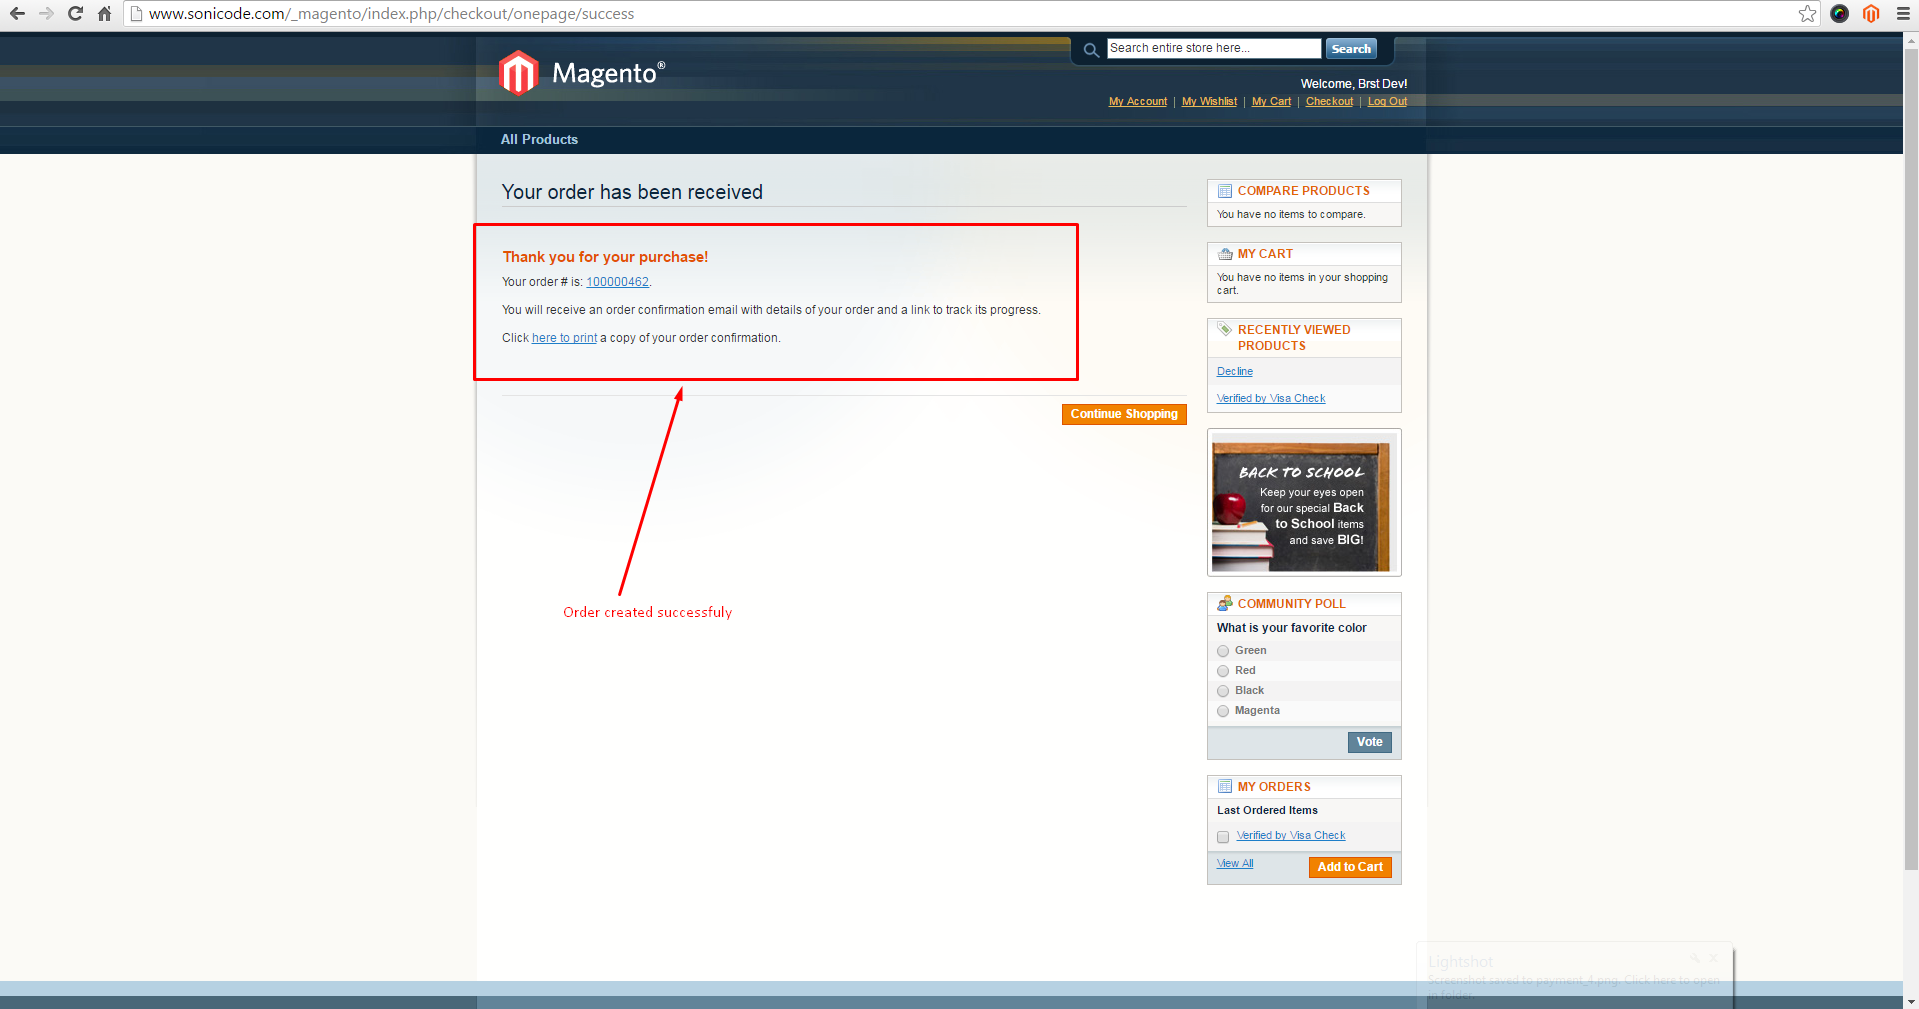 www.sonicode.com/_magento/index.php/checkout/onepage/success
Magento®
Search entire store here...
Search
Welcome, Brst Dev!
My Account | My Wishlist | My Cart | Checkout | Log Out
All Products
Your order has been received
Thank you for your purchase!
Your order # is: 100000462.
You will receive an order confirmation email with details of your order and a link to track its progress.
Click here to print a copy of your order confirmation.
Continue Shopping
Order created successfuly
COMPARE PRODUCTS
You have no items to compare.
MY CART
You have no items in your shopping
cart.
RECENTLY VIEWED
PRODUCTS
Decline
Verified by Visa Check
BACK TO SCHOOL
Keep your eyes open
for our special Back
to School items
and save BIG!
COMMUNITY POLL
What is your favorite color
Green
Red
Black
Magenta
Vote
MY ORDERS
Last Ordered Items
Verified by Visa Check
View All
Add to Cart
Lightshot
Screenshot saved to payment_4.png. Click here to open
in folder.